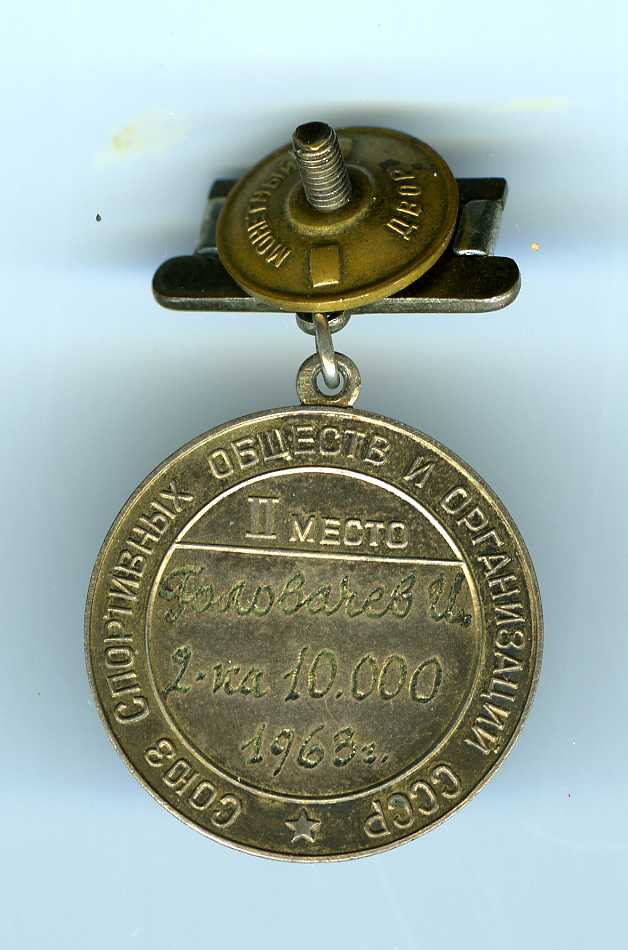 МОНЕТНЫЙ ДВОР
СОЮЗ СПОРТИВНЫХ ОБЩЕСТВ И ОРГАНИЗАЦИЙ СССР
II МЕСТО
Головачев И.
2-ка 10.000
1963г.